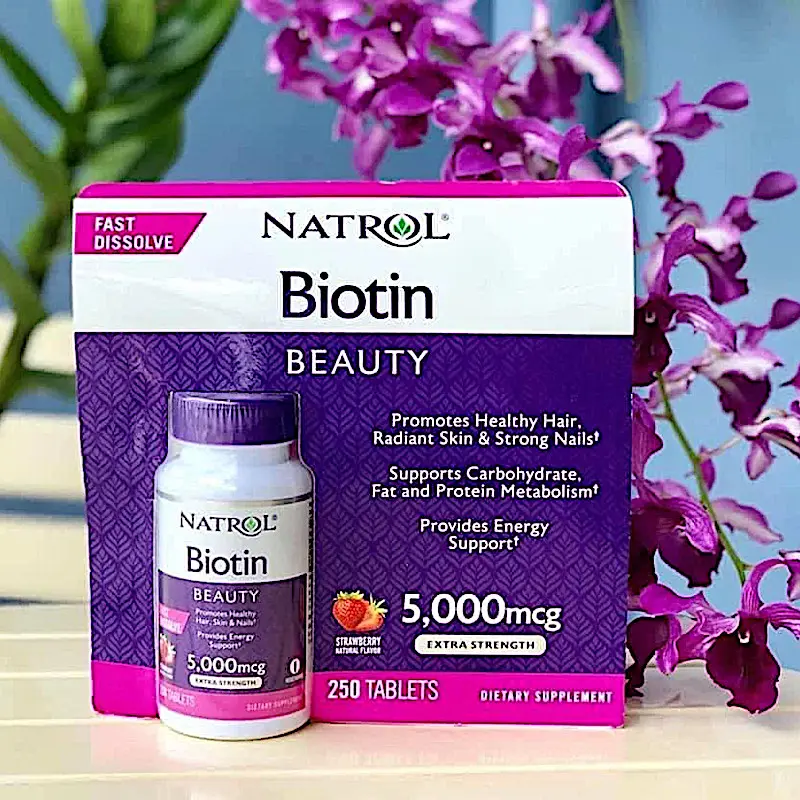 FAST
DISSOLVE
NATROL®
Biotin
BEAUTY
Promotes Healthy Hair,
Radiant Skin & Strong Nails†
Supports Carbohydrate,
Fat and Protein Metabolism†
Provides Energy
Support†
STRAWBERRY
NATURAL FLAVOR
5,000mcg
EXTRA STRENGTH
250 TABLETS
DIETARY SUPPLEMENT
NATROL®
Biotin
BEAUTY
Promotes Healthy
Hair, Skin & Nails†
Provides Energy
Support†
5,000mcg
EXTRA STRENGTH
TABLETS
DIETARY SUPPLEMENT